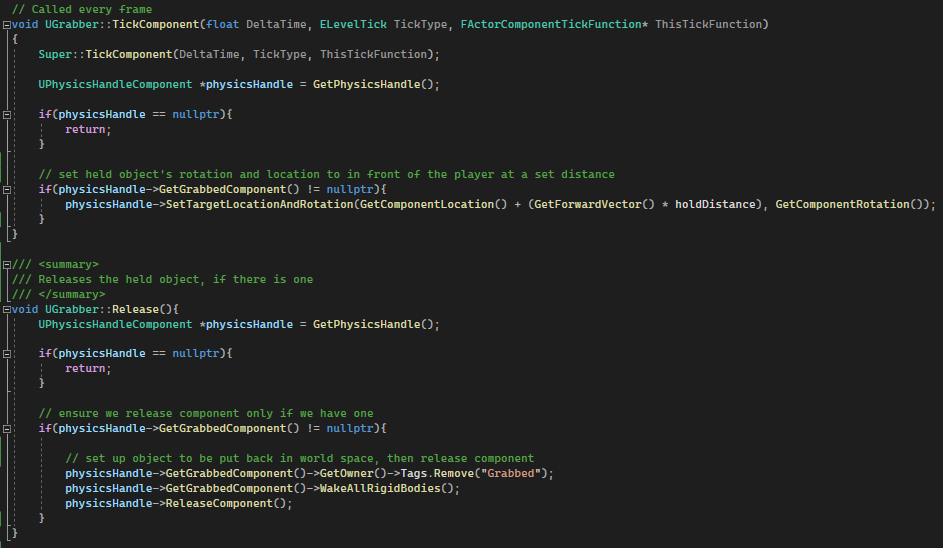 // Called every frame
void UGrabber::TickComponent(float DeltaTime, ELevelTick TickType, FActorComponentTickFunction* ThisTickFunction)
{
    Super::TickComponent(DeltaTime, TickType, ThisTickFunction);

    UPhysicsHandleComponent *physicsHandle = GetPhysicsHandle();

    if(physicsHandle == nullptr){
        return;
    }

    // set held object's rotation and location to in front of the player at a set distance
    if(physicsHandle->GetGrabbedComponent() != nullptr){
        physicsHandle->SetTargetLocationAndRotation(GetComponentLocation() + (GetForwardVector() * holdDistance), GetComponentRotation());
    }
}

/// <summary>
/// Releases the held object, if there is one
/// </summary>
void UGrabber::Release(){
    UPhysicsHandleComponent *physicsHandle = GetPhysicsHandle();

    if(physicsHandle == nullptr){
        return;
    }

    // ensure we release component only if we have one
    if(physicsHandle->GetGrabbedComponent() != nullptr){

        // set up object to be put back in world space, then release component
        physicsHandle->GetGrabbedComponent()->GetOwner()->Tags.Remove("Grabbed");
        physicsHandle->GetGrabbedComponent()->WakeAllRigidBodies();
        physicsHandle->ReleaseComponent();
    }
}